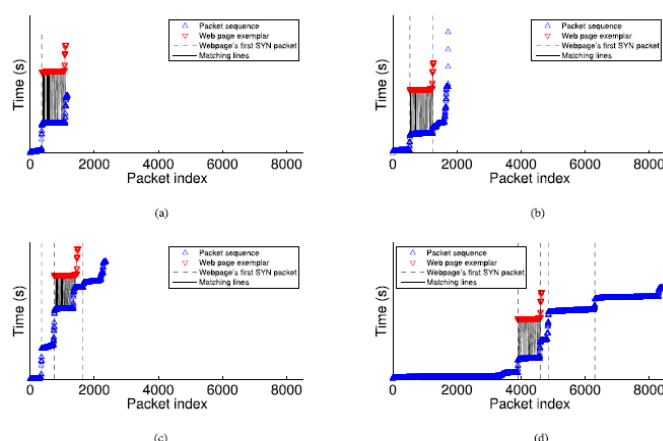 Time (s)
Packet sequence
Web page exemplar
Webpage's first SYN packet
Matching lines
0 2000 4000 6000 8000
Packet index
(a)
Time (s)
Packet sequence
Web page exemplar
Webpage's first SYN packet
Matching lines
0 2000 4000 6000 8000
Packet index
(b)
Time (s)
Packet sequence
Web page exemplar
Webpage's first SYN packet
Matching lines
0 2000 4000 6000 8000
Packet index
(c)
Time (s)
Packet sequence
Web page exemplar
Webpage's first SYN packet
Matching lines
0 2000 4000 6000 8000
Packet index
(d)